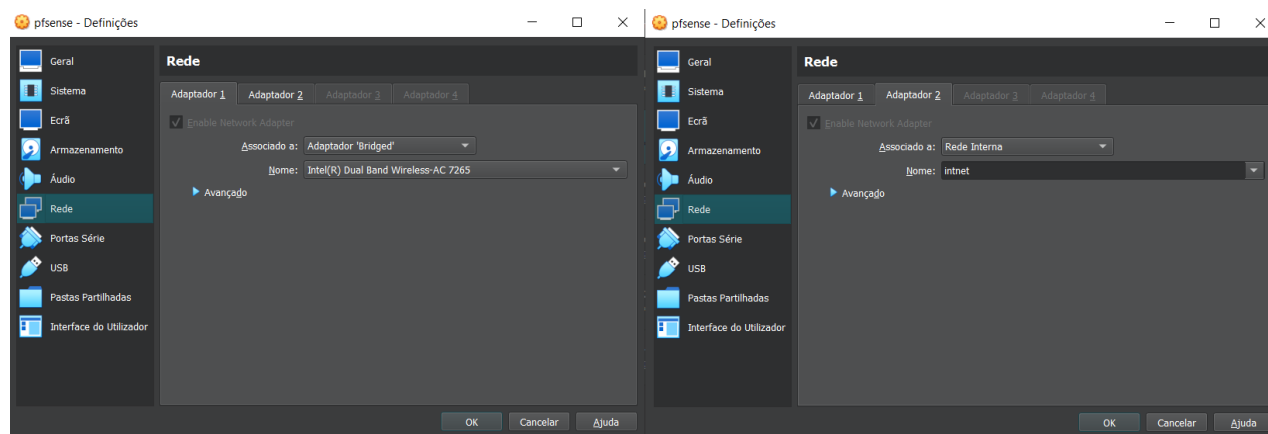 pfsense - Definições
Geral
Sistema
Ecrã
Armazenamento
Áudio
Rede
Portas Série
USB
Pastas Partilhadas
Interface do Utilizador
Rede
Adaptador 1 Adaptador 2 Adaptador 3 Adaptador 4
Enable Network Adapter
Associado a: Adaptador 'Bridged'
Nome: Intel(R) Dual Band Wireless-AC 7265
Avançado
OK Cancelar Ajuda
pfsense - Definições
Geral
Sistema
Ecrã
Armazenamento
Áudio
Rede
Portas Série
USB
Pastas Partilhadas
Interface do Utilizador
Rede
Adaptador 1 Adaptador 2 Adaptador 3 Adaptador 4
Enable Network Adapter
Associado a: Rede Interna
Nome: intnet
Avançado
OK Cancelar Ajuda